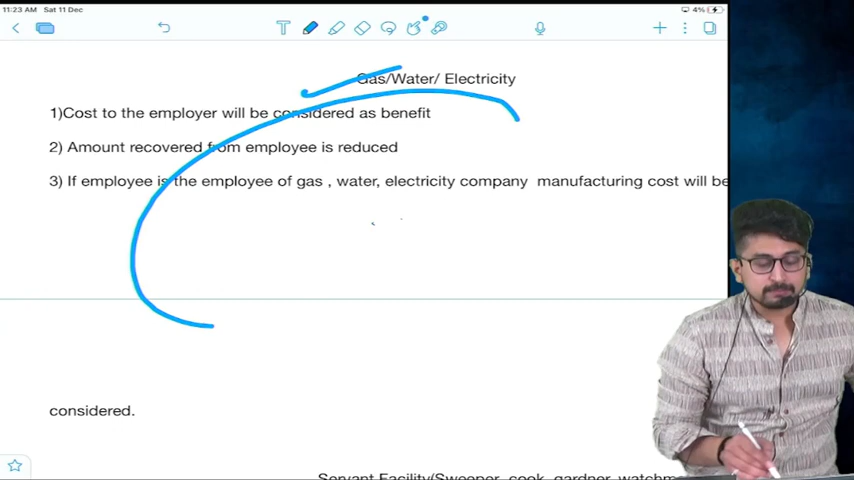 11:23 AM Sat 11 Dec
4%
T
Gas/Water/ Electricity
1)Cost to the employer will be considered as benefit
2) Amount recovered from employee is reduced
3) If employee is the employee of gas , water, electricity company manufacturing cost will be
considered.
Servant Facility(Sweeper, cook, gardner, watchm